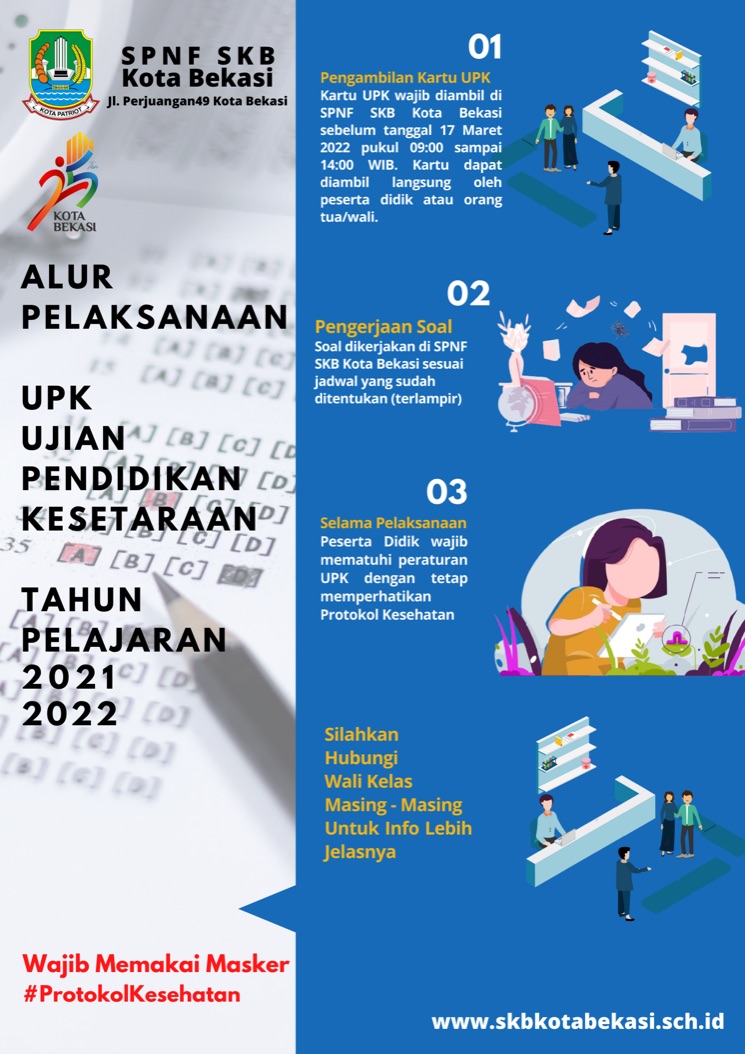 SPNF SKB
Kota Bekasi
Jl. Perjuangan49 Kota Bekasi
KOTA PATRIOT
25
KOTA
BEKASI
ALUR
PELAKSANAAN
UPK
UJIAN
PENDIDIKAN
KESETARAAN
TAHUN
PELAJARAN
2021
2022
Wajib Memakai Masker
#ProtokolKesehatan
01
Pengambilan Kartu UPK
Kartu UPK wajib diambil di
SPNF SKB Kota Bekasi
sebelum tanggal 17 Maret
2022 pukul 09:00 sampai
14:00 WIB. Kartu dapat
diambil langsung oleh
peserta didik atau orang
tua/wali.
02
Pengerjaan Soal
Soal dikerjakan di SPNF
SKB Kota Bekasi sesuai
jadwal yang sudah
ditentukan (terlampir)
03
Selama Pelaksanaan
Peserta Didik wajib
mematuhi peraturan
UPK dengan tetap
memperhatikan
Protokol Kesehatan
Silahkan
Hubungi
Wali Kelas
Masing - Masing
Untuk Info Lebih
Jelasnya
www.skbkotabekasi.sch.id